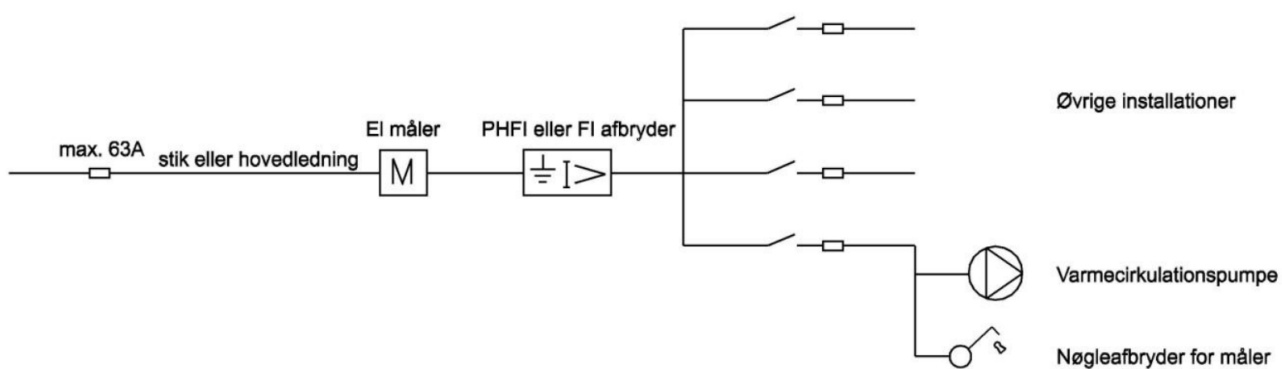 max. 63A
stik eller hovedledning
El måler
M
PHFI eller FI afbryder
I>
Øvrige installationer
Varmecirkulationspumpe
Nøgleafbryder for måler